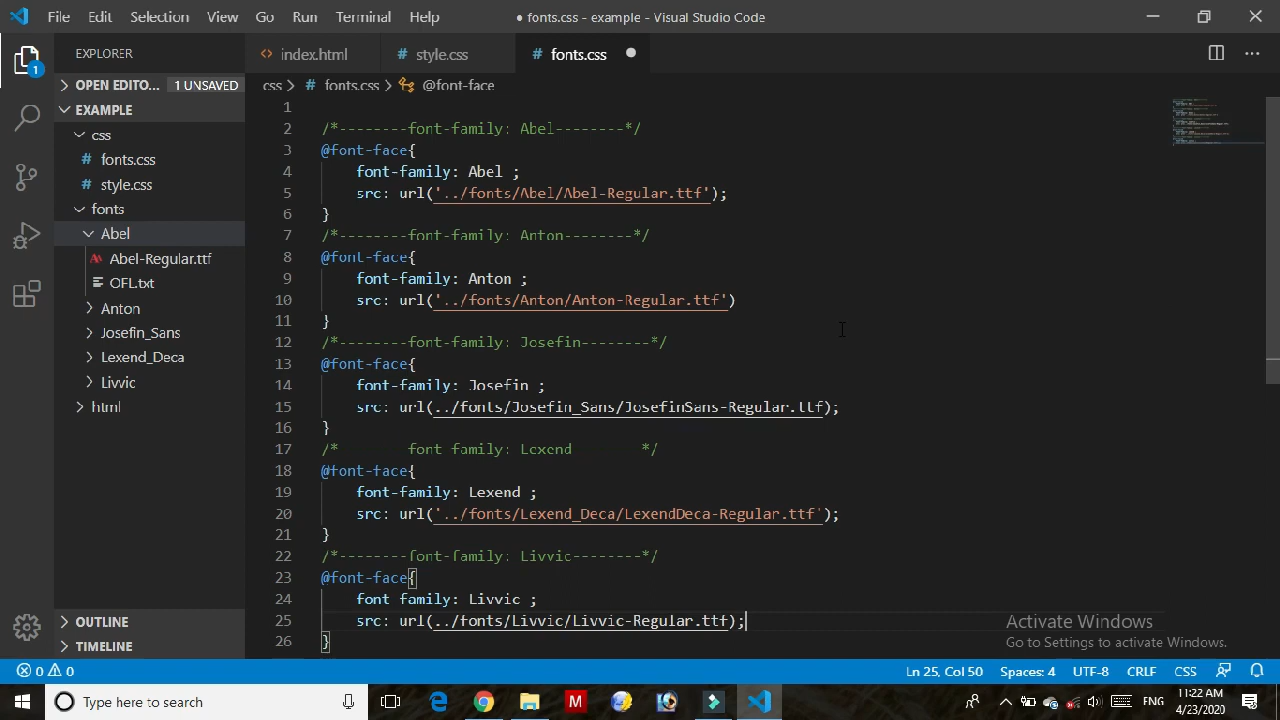 File Edit Selection View Go Run Terminal Help ● fonts.css - example - Visual Studio Code
EXPLORER
index.html
style.css
fonts.css
OPEN EDITO... 1 UNSAVED
css > fonts.css > @font-face
EXAMPLE
css
fonts.css
style.css
fonts
Abel
Abel-Regular.ttf
OFL.txt
Anton
Josefin_Sans
Lexend_Deca
Livvic
html
OUTLINE
TIMELINE
1
1
2 /*--------font-family: Abel--------*/
3 @font-face{
4 font-family: Abel ;
5 src: url('../fonts/Abel/Abel-Regular.ttf');
6 }
7 /*--------font-family: Anton--------*/
8 @font-face{
9 font-family: Anton ;
10 src: url('../fonts/Anton/Anton-Regular.ttf')
11 }
12 /*--------font-family: Josefin--------*/
13 @font-face{
14 font-family: Josefin ;
15 src: url(../fonts/Josefin_Sans/JosefinSans-Regular.ttf);
16 }
17 /* font family: Lexend */
18 @font-face{
19 font-family: Lexend ;
20 src: url('../fonts/Lexend_Deca/LexendDeca-Regular.ttf');
21 }
22 /*--------font-family: Livvic--------*/
23 @font-face{
24 font family: Livvic ;
25 src: url(../fonts/Livvic/Livvic-Regular.ttf);
26 }
Activate Windows
Go to Settings to activate Windows.
0 0 Ln 25, Col 50 Spaces: 4 UTF-8 CRLF CSS
Type here to search
M
ENG
11:22 AM
4/23/2020